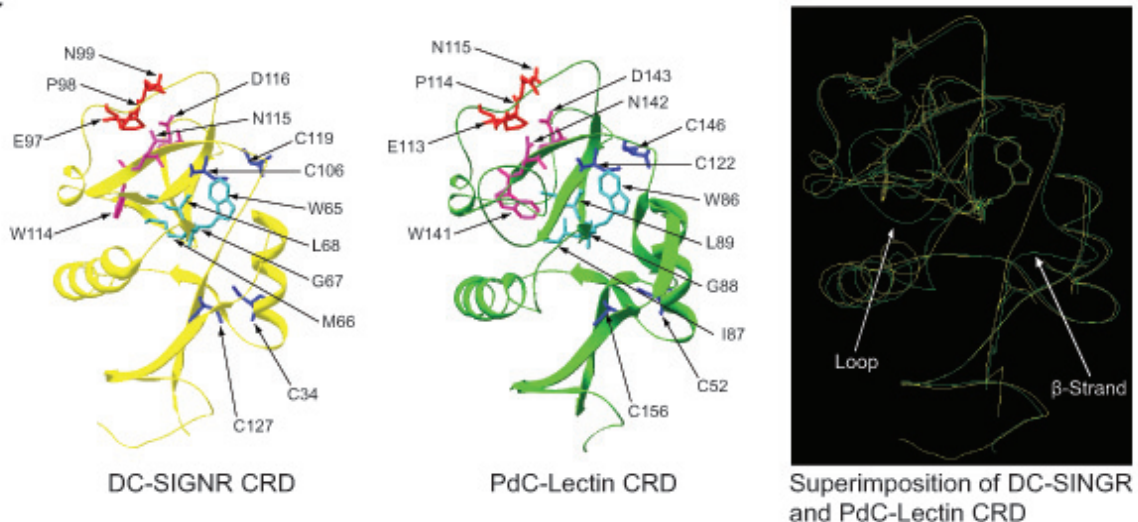 N99
P98
E97
D116
N115
C119
C106
W65
W114
L68
G67
M66
C34
C127
DC-SIGNR CRD
N115
P114
E113
D143
N142
C146
C122
W86
W141
L89
G88
I87
C52
C156
PdC-Lectin CRD
Loop
β-Strand
Superimposition of DC-SINGR
and PdC-Lectin CRD